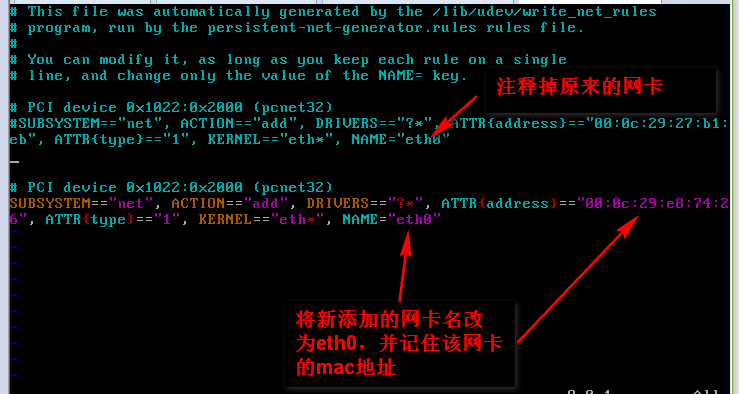 # This file was automatically generated by the /lib/udev/write_net_rules
# program, run by the persistent-net-generator.rules rules file.
#
# You can modify it, as long as you keep each rule on a single
# line, and change only the value of the NAME= key.
注释掉原来的网卡
# PCI device 0x1022:0x2000 (pcnet32)
#SUBSYSTEM=="net", ACTION=="add", DRIVERS=="?*", ATTR{address}=="00:0c:29:27:b1:
eb", ATTR{type}=="1", KERNEL=="eth*", NAME="eth0"
# PCI device 0x1022:0x2000 (pcnet32)
SUBSYSTEM=="net", ACTION=="add", DRIVERS=="?*", ATTR{address}=="00:0c:29:e8:74:2
6", ATTR{type}=="1", KERNEL=="eth*", NAME="eth0"
将新添加的网卡名改
为eth0，并记住该网卡
的mac地址